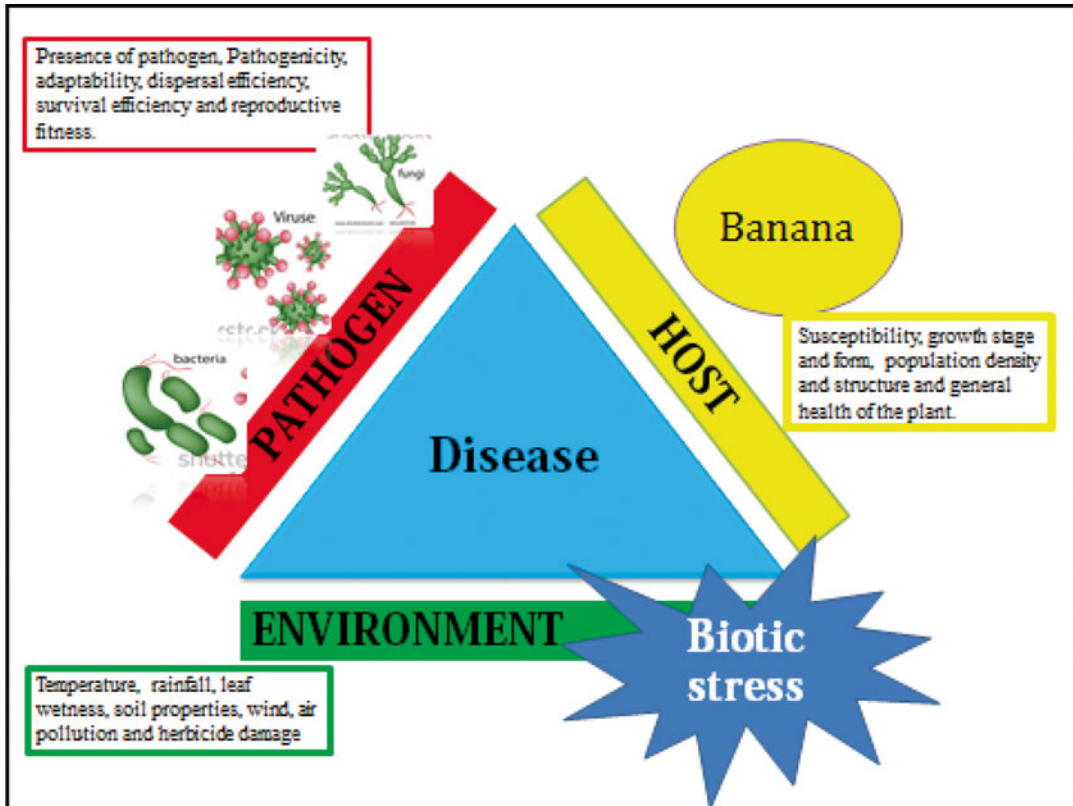 Presence of pathogen, Pathogenicity,
adaptability, dispersal efficiency,
survival efficiency and reproductive
fitness.
fungi
Viruse
bacteria
shutte
PATHOGEN
HOST
Banana
Susceptibility, growth stage
and form, population density
and structure and general
health of the plant.
Disease
ENVIRONMENT
Biotic
stress
Temperature, rainfall, leaf
wetness, soil properties, wind, air
pollution and herbicide damage